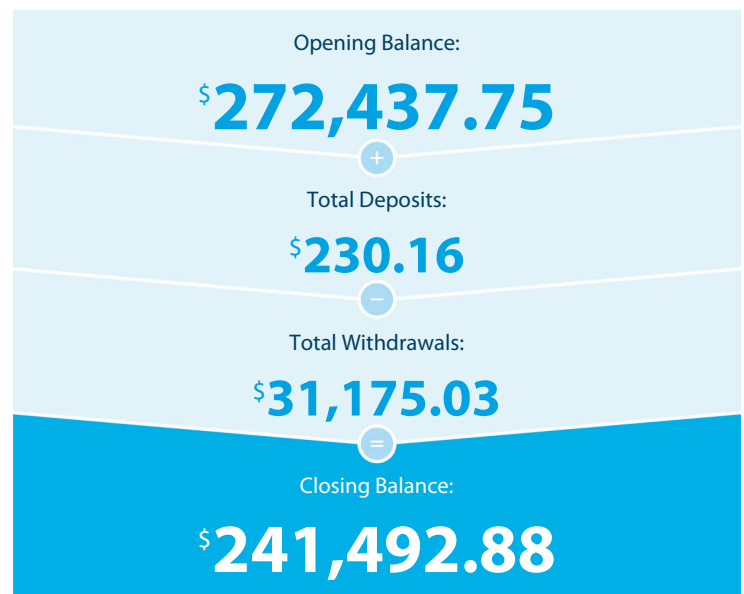 Opening Balance:
$272,437.75
+
Total Deposits:
$230.16
−
Total Withdrawals:
$31,175.03
=
Closing Balance:
$241,492.88